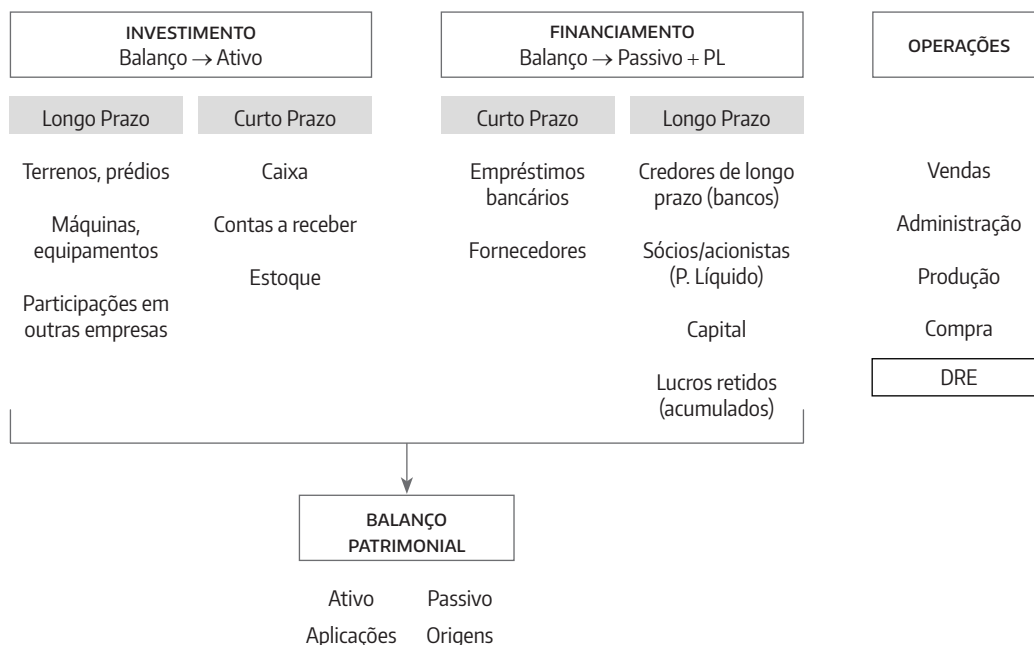 INVESTIMENTO
Balanço → Ativo
Longo Prazo
Terrenos, prédios
Máquinas,
equipamentos
Participações em
outras empresas
Curto Prazo
Caixa
Contas a receber
Estoque
FINANCIAMENTO
Balanço → Passivo + PL
Curto Prazo
Empréstimos
bancários
Fornecedores
Longo Prazo
Credores de longo
prazo (bancos)
Sócios/acionistas
(P. Líquido)
Capital
Lucros retidos
(acumulados)
OPERAÇÕES
Vendas
Administração
Produção
Compra
DRE
BALANÇO
PATRIMONIAL
Ativo Passivo
Aplicações Origens